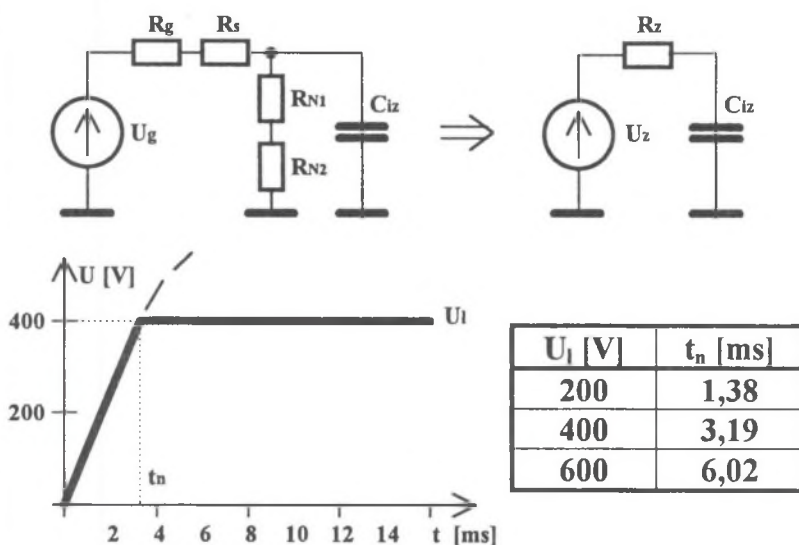 Rg Rs
RN1
Ciz
RN2
Ug
Rz
Ciz
Uz
U [V]
400
200
Ul
tn
2 4 6 8 10 12 14 t [ms]
Ul [V] tn [ms]
200 1,38
400 3,19
600 6,02